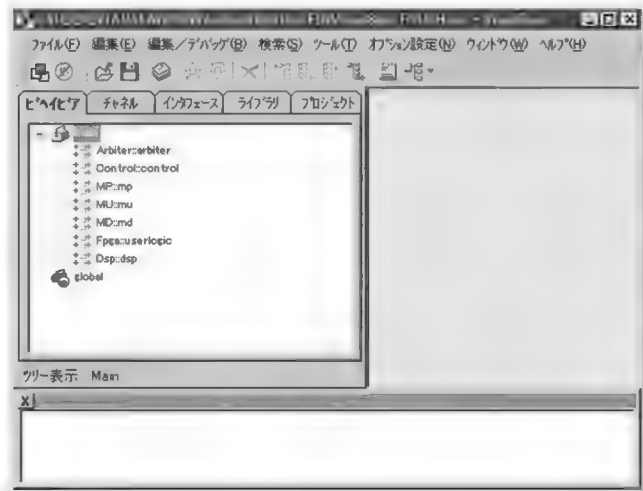 ファイル(F) 編集(E) 編集／デバッグ(B) 検索(S) ツール(T) オプション設定(N) ウィンドウ(W) ヘルプ(H)
ビヘイビア チャネル インタフェース ライブラリ プロジェクト
Arbiter::arbiter
Control::control
MP::mp
MU::mu
MD::md
Fpga::userlogic
Dsp::dsp
global
ツリー表示 Main